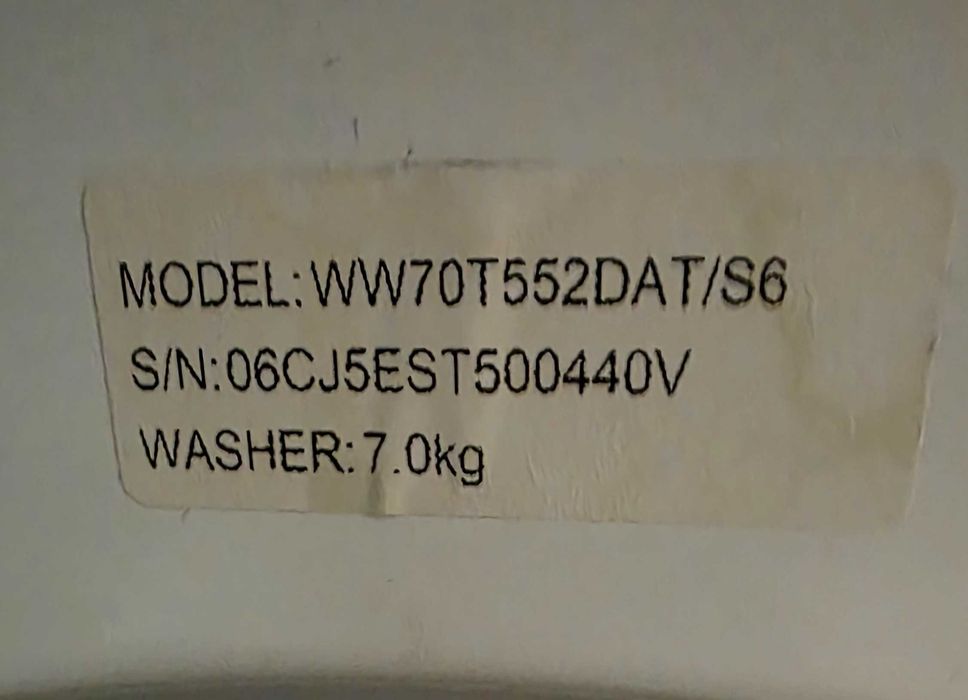 MODEL:WW70T552DAT/S6
S/N:06CJ5EST500440V
WASHER:7.0kg